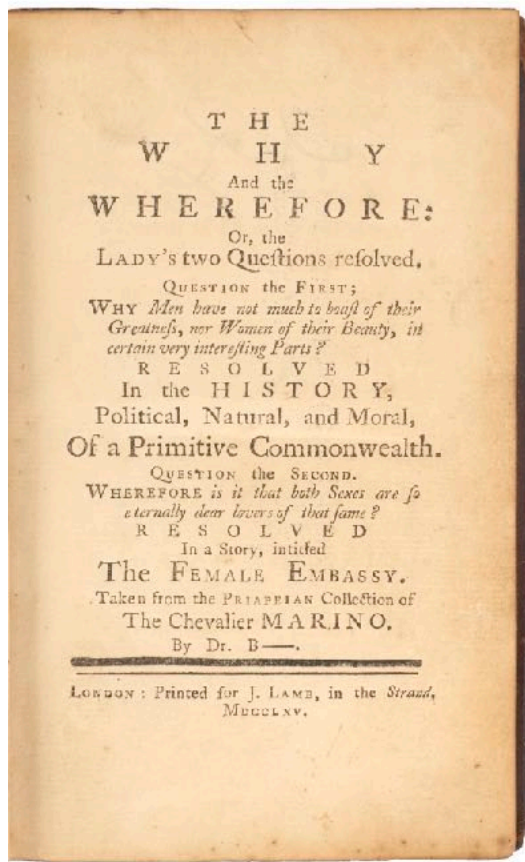 THE
WHY
And the
WHEREFORE:
Or, the
LADY's two Queſtions reſolved.
QUESTION the FIRST;
WHY Men have not much to boaſt of their
Greatneſs, nor Women of their Beauty, in
certain very intereſting Parts?
RESOLVED
In the HISTORY,
Political, Natural, and Moral,
Of a Primitive Commonwealth.
QUESTION the SECOND.
WHEREFORE is it that both Sexes are ſo
eternally dear lovers of that ſame?
RESOLVED
In a Story, intitled
The FEMALE EMBASSY.
Taken from the PRIAPEIAN Collection of
The Chevalier MARINO.
By Dr. B——.
LONDON: Printed for J. LAMB, in the Strand,
MDCCLXV.